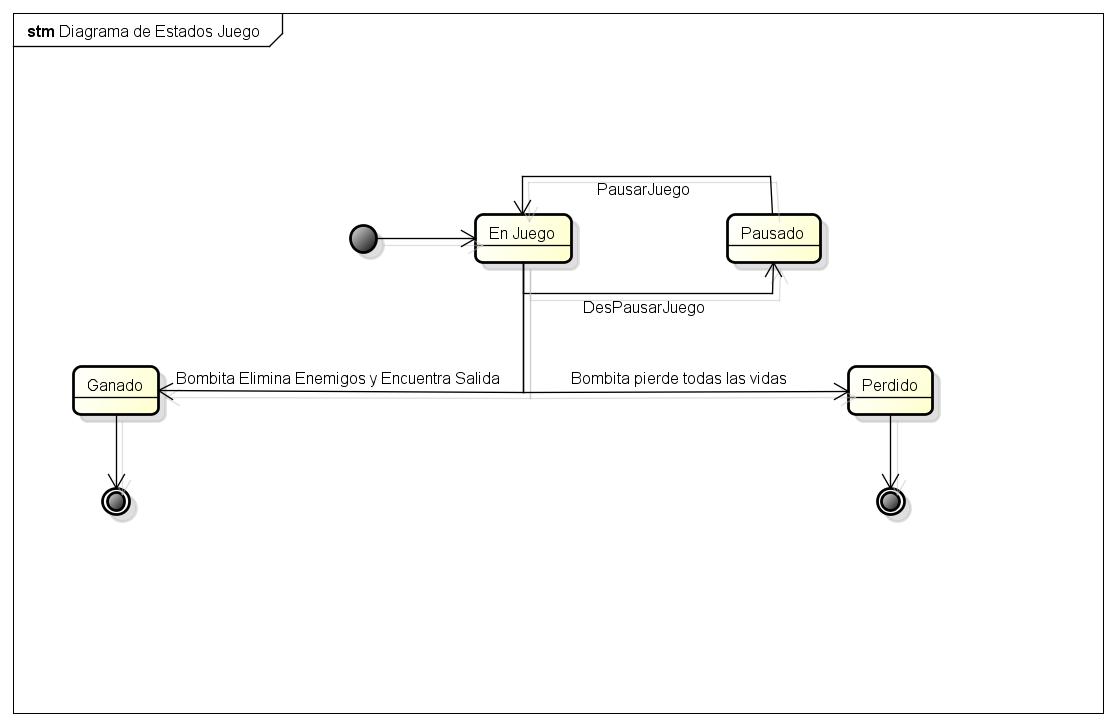 stm Diagrama de Estados Juego
PausarJuego
En Juego
Pausado
DesPausarJuego
Ganado
Bombita Elimina Enemigos y Encuentra Salida
Bombita pierde todas las vidas
Perdido